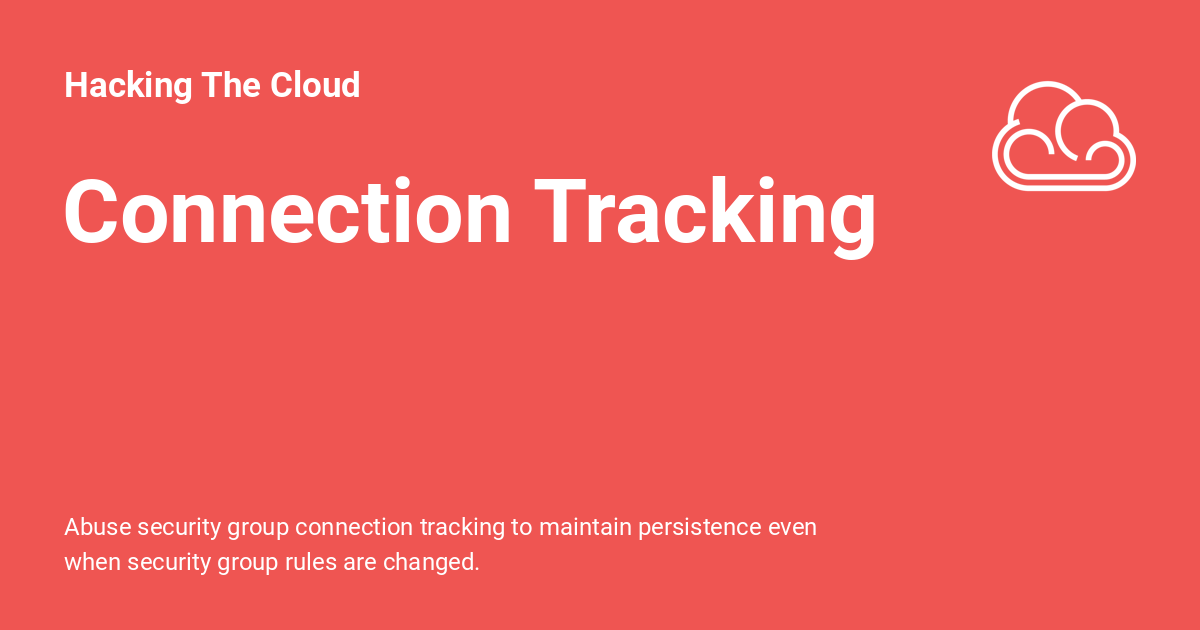 Hacking The Cloud
Connection Tracking
Abuse security group connection tracking to maintain persistence even
when security group rules are changed.